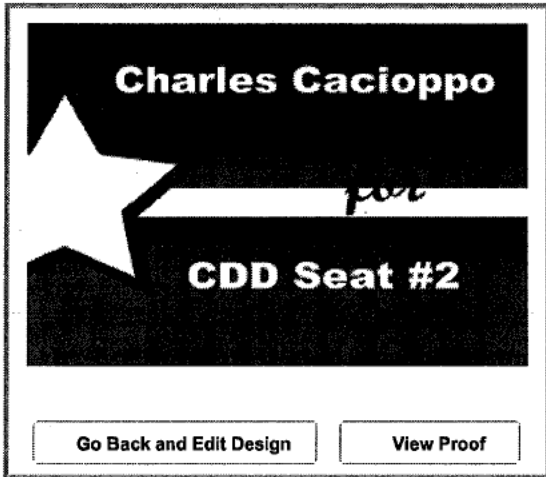 Charles Cacioppo
for
CDD Seat #2
Go Back and Edit Design
View Proof